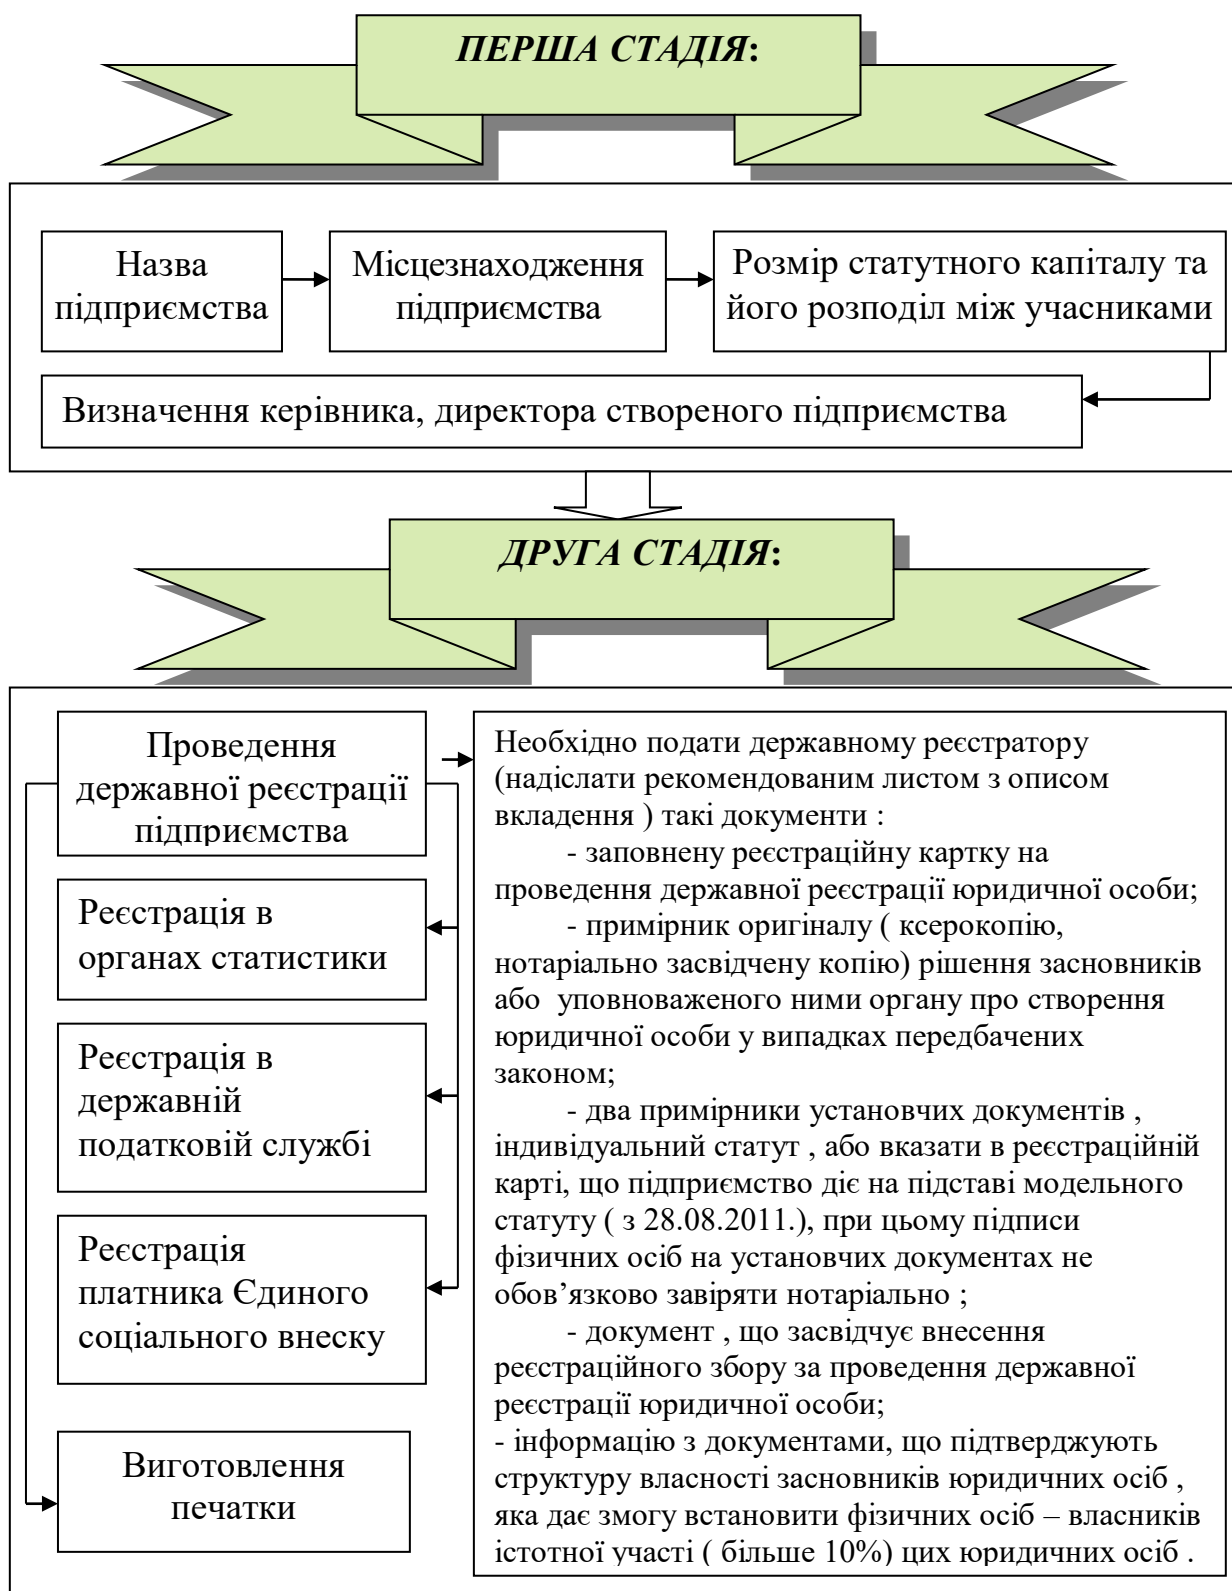 ПЕРША СТАДІЯ:
Назва
підприємства
Місцезнаходження
підприємства
Розмір статутного капіталу та
його розподіл між учасниками
Визначення керівника, директора створеного підприємства
ДРУГА СТАДІЯ:
Проведення
державної реєстрації
підприємства
Реєстрація в
органах статистики
Реєстрація в
державній
податковій службі
Реєстрація
платника Єдиного
соціального внеску
Виготовлення
печатки
Необхідно подати державному реєстратору
(надіслати рекомендованим листом з описом
вкладення ) такі документи :
- заповнену реєстраційну картку на
проведення державної реєстрації юридичної особи;
- примірник оригіналу ( ксерокопію,
нотаріально засвідчену копію) рішення засновників
або уповноваженого ними органу про створення
юридичної особи у випадках передбачених
законом;
- два примірники установчих документів ,
індивідуальний статут , або вказати в реєстраційній
карті, що підприємство діє на підставі модельного
статуту ( з 28.08.2011.), при цьому підписи
фізичних осіб на установчих документах не
обов’язково завіряти нотаріально ;
- документ , що засвідчує внесення
реєстраційного збору за проведення державної
реєстрації юридичної особи;
- інформацію з документами, що підтверджують
структуру власності засновників юридичних осіб ,
яка дає змогу встановити фізичних осіб – власників
істотної участі ( більше 10%) цих юридичних осіб .